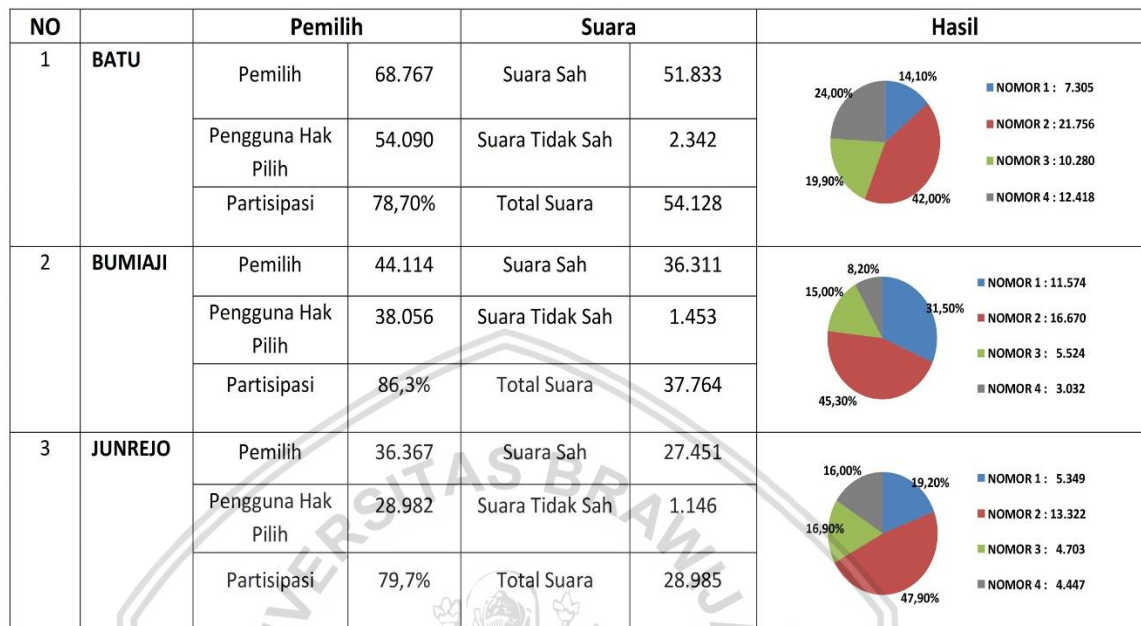 NO Pemilih Suara Hasil
1 BATU Pemilih 68.767 Suara Sah 51.833
Pengguna Hak Pilih 54.090 Suara Tidak Sah 2.342
Partisipasi 78,70% Total Suara 54.128
14,10%
24,00%
19,90%
42,00%
NOMOR 1 : 7.305
NOMOR 2 : 21.756
NOMOR 3 : 10.280
NOMOR 4 : 12.418
2 BUMIAJI Pemilih 44.114 Suara Sah 36.311
Pengguna Hak Pilih 38.056 Suara Tidak Sah 1.453
Partisipasi 86,3% Total Suara 37.764
8,20%
15,00%
31,50%
45,30%
NOMOR 1 : 11.574
NOMOR 2 : 16.670
NOMOR 3 : 5.524
NOMOR 4 : 3.032
3 JUNREJO Pemilih 36.367 Suara Sah 27.451
Pengguna Hak Pilih 28.982 Suara Tidak Sah 1.146
Partisipasi 79,7% Total Suara 28.985
16,00%
19,20%
16,90%
47,90%
NOMOR 1 : 5.349
NOMOR 2 : 13.322
NOMOR 3 : 4.703
NOMOR 4 : 4.447